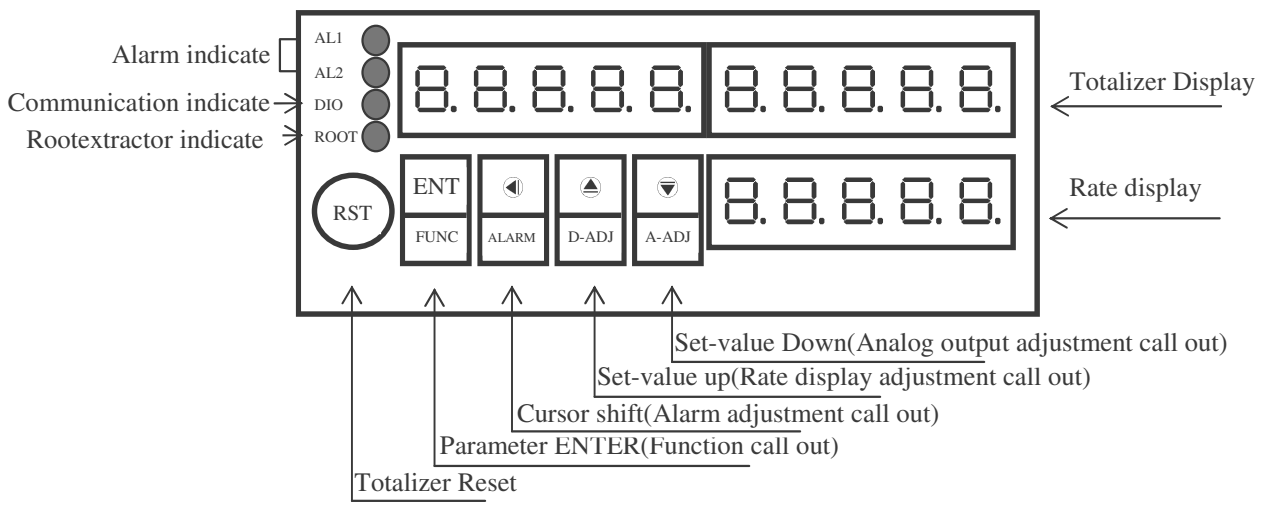 AL1
Alarm indicate
AL2
Communication indicate
DIO
Rootextractor indicate
ROOT
8.8.8.8.8. 8.8.8.8.8.
Totalizer Display
RST
ENT
FUNC
ALARM
D-ADJ
A-ADJ
8.8.8.8.8.
Rate display
Set-value Down(Analog output adjustment call out)
Set-value up(Rate display adjustment call out)
Cursor shift(Alarm adjustment call out)
Parameter ENTER(Function call out)
Totalizer Reset